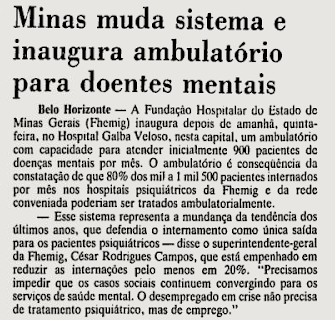 Minas muda sistema e
inaugura ambulatório
para doentes mentais
Belo Horizonte — A Fundação Hospitalar do Estado de
Minas Gerais (Fhemig) inaugura depois de amanhã, quinta-
feira, no Hospital Galba Veloso, nesta capital, um ambulatório
com capacidade para atender inicialmente 900 pacientes de
doenças mentais por mês. O ambulatório é conseqüência da
constatação de que 80% dos mil a 1 mil 500 pacientes internados
por mês nos hospitais psiquiátricos da Fhemig e da rede
conveniada poderiam ser tratados ambulatorialmente.
— Esse sistema representa a mundança da tendência dos
últimos anos, que defendia o internamento como única saída
para os pacientes psiquiátricos — disse o superintendente-geral
da Fhemig, César Rodrigues Campos, que está empenhado em
reduzir as internações pelo menos em 20%. "Precisamos
impedir que os casos sociais continuem convergindo para os
serviços de saúde mental. O desempregado em crise não precisa
de tratamento psiquiátrico, mas de emprego."